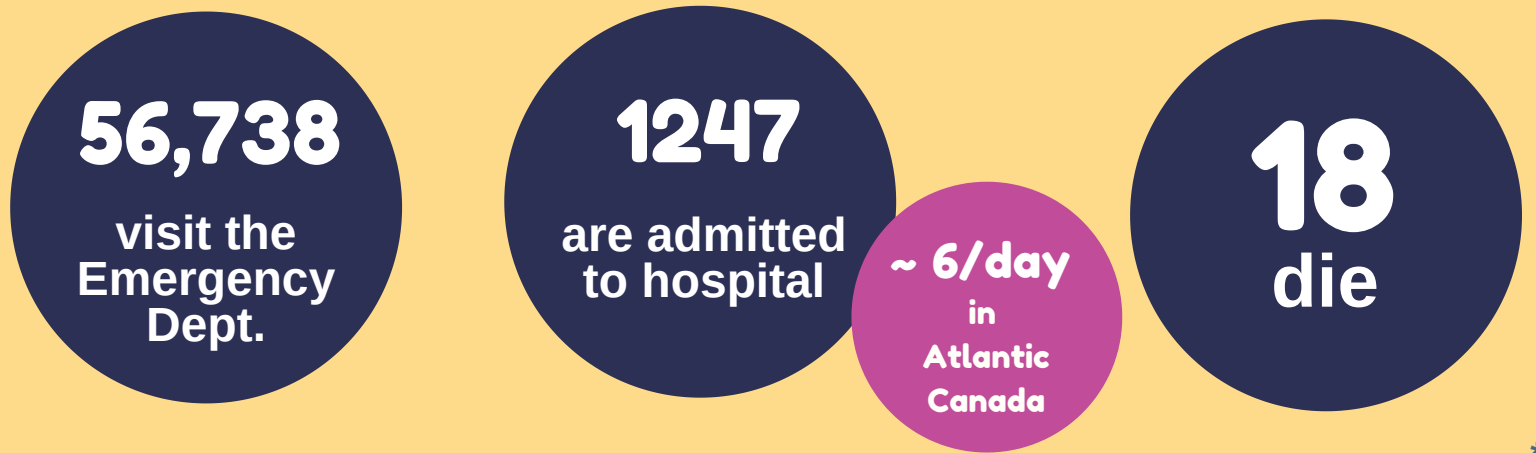 56,738
visit the
Emergency
Dept.
1247
are admitted
to hospital
~ 6/day
in
Atlantic
Canada
18
die